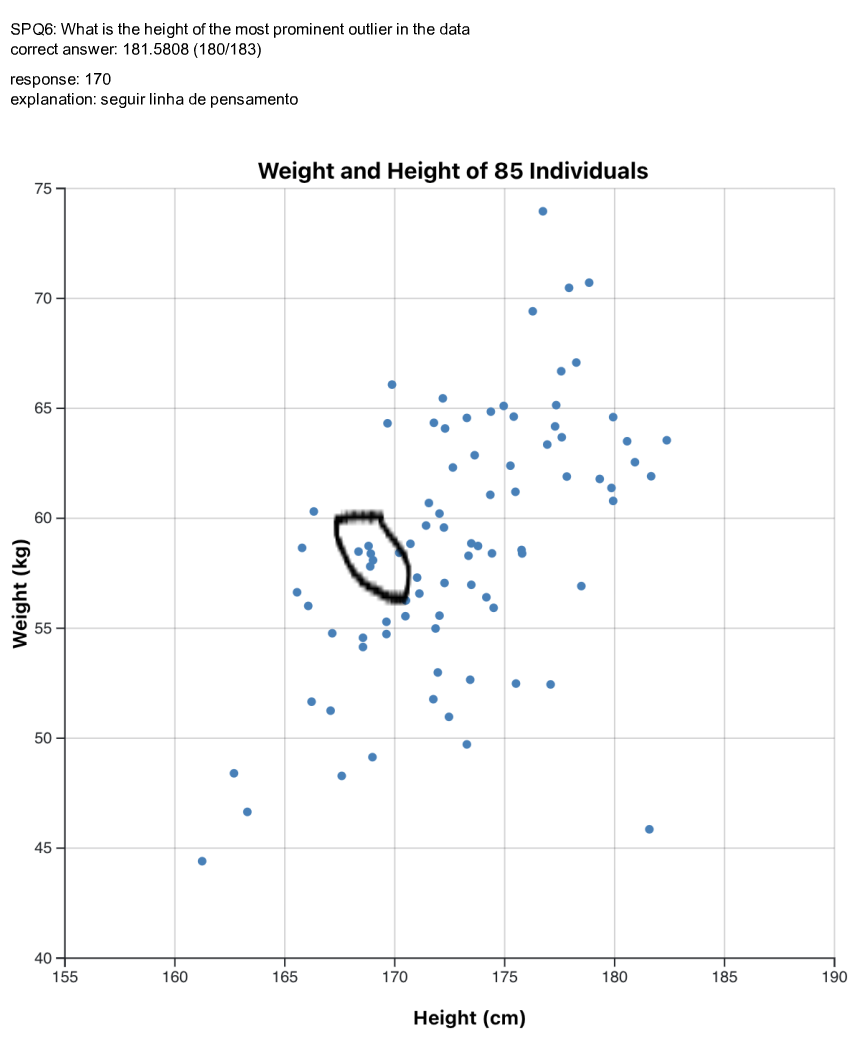 SPQ6: What is the height of the most prominent outlier in the data
correct answer: 181.5808 (180/183)
response: 170
explanation: seguir linha de pensamento
Weight and Height of 85 Individuals
75
70
65
60
55
50
45
40
Weight (kg)
155 160 165 170 175 180 185 190
Height (cm)